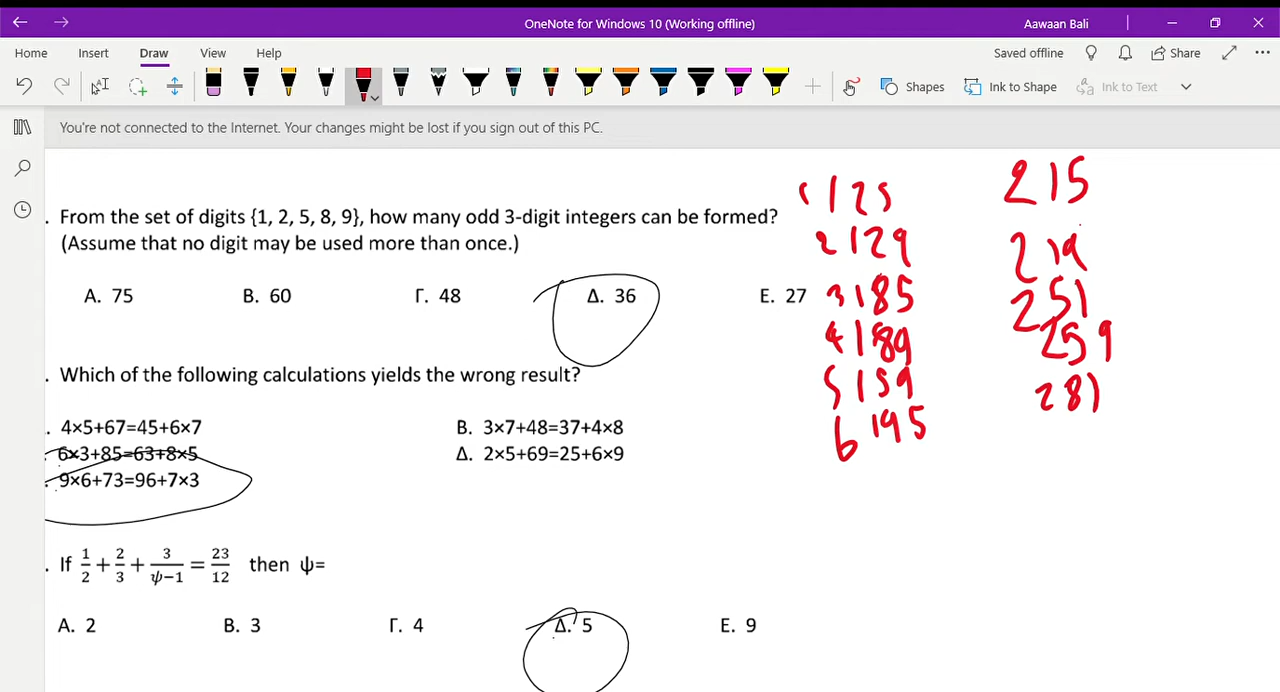 OneNote for Windows 10 (Working offline)
Aawaan Bali
Home Insert Draw View Help
Saved offline
Share
Shapes
Ink to Shape
Ink to Text
You're not connected to the Internet. Your changes might be lost if you sign out of this PC.
. From the set of digits {1, 2, 5, 8, 9}, how many odd 3-digit integers can be formed?
(Assume that no digit may be used more than once.)
A. 75 B. 60 Γ. 48 Δ. 36 E. 27
. Which of the following calculations yields the wrong result?
. 4×5+67=45+6×7 B. 3×7+48=37+4×8
. 6×3+85=63+8×5 Δ. 2×5+69=25+6×9
. 9×6+73=96+7×3
. If 1/2 + 2/3 + 3/(ψ−1) = 23/12 then ψ=
A. 2 B. 3 Γ. 4 Δ. 5 E. 9
1 125
2 129
3 185
4 189
5 159
6 195
215
219
251
259
281